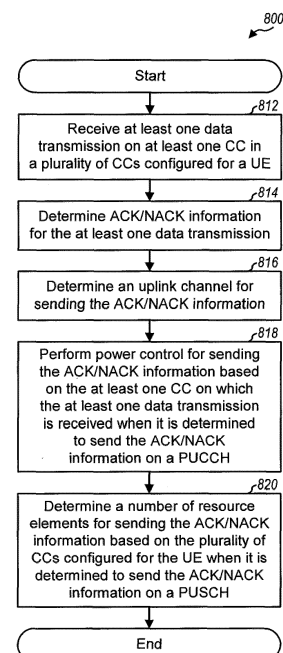 800
Start
812
Receive at least one data
transmission on at least one CC in
a plurality of CCs configured for a UE
814
Determine ACK/NACK information
for the at least one data transmission
816
Determine an uplink channel for
sending the ACK/NACK information
818
Perform power control for sending
the ACK/NACK information based
on the at least one CC on which
the at least one data transmission
is received when it is determined
to send the ACK/NACK
information on a PUCCH
820
Determine a number of resource
elements for sending the ACK/NACK
information based on the plurality of
CCs configured for the UE when it is
determined to send the ACK/NACK
information on a PUSCH
End